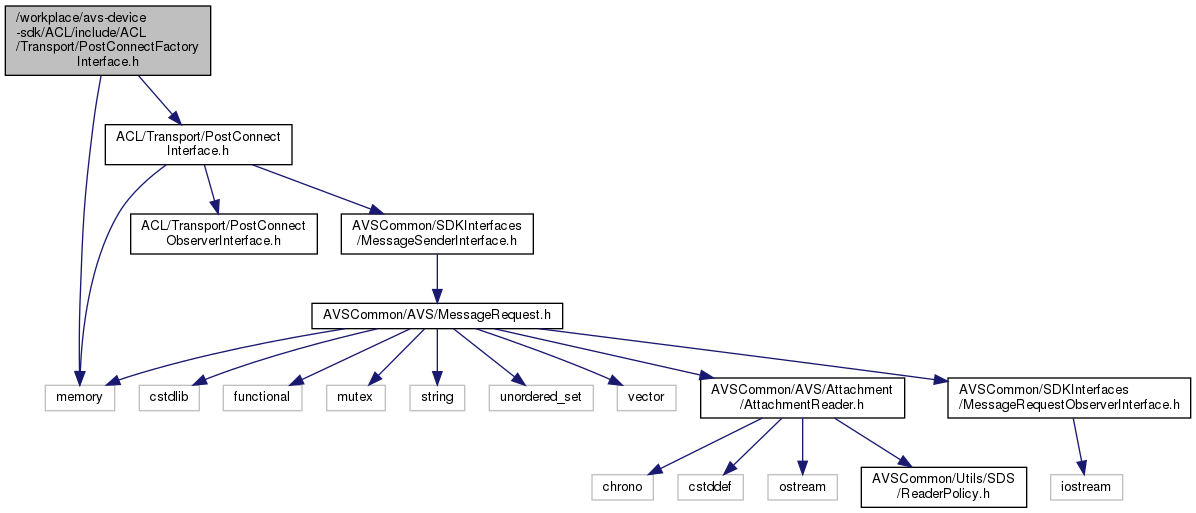 /workplace/avs-device
-sdk/ACL/include/ACL
/Transport/PostConnectFactory
Interface.h
ACL/Transport/PostConnect
Interface.h
ACL/Transport/PostConnect
ObserverInterface.h
AVSCommon/SDKInterfaces
/MessageSenderInterface.h
AVSCommon/AVS/MessageRequest.h
memory
cstdlib
functional
mutex
string
unordered_set
vector
AVSCommon/AVS/Attachment
/AttachmentReader.h
AVSCommon/SDKInterfaces
/MessageRequestObserverInterface.h
chrono
cstddef
ostream
AVSCommon/Utils/SDS
/ReaderPolicy.h
iostream